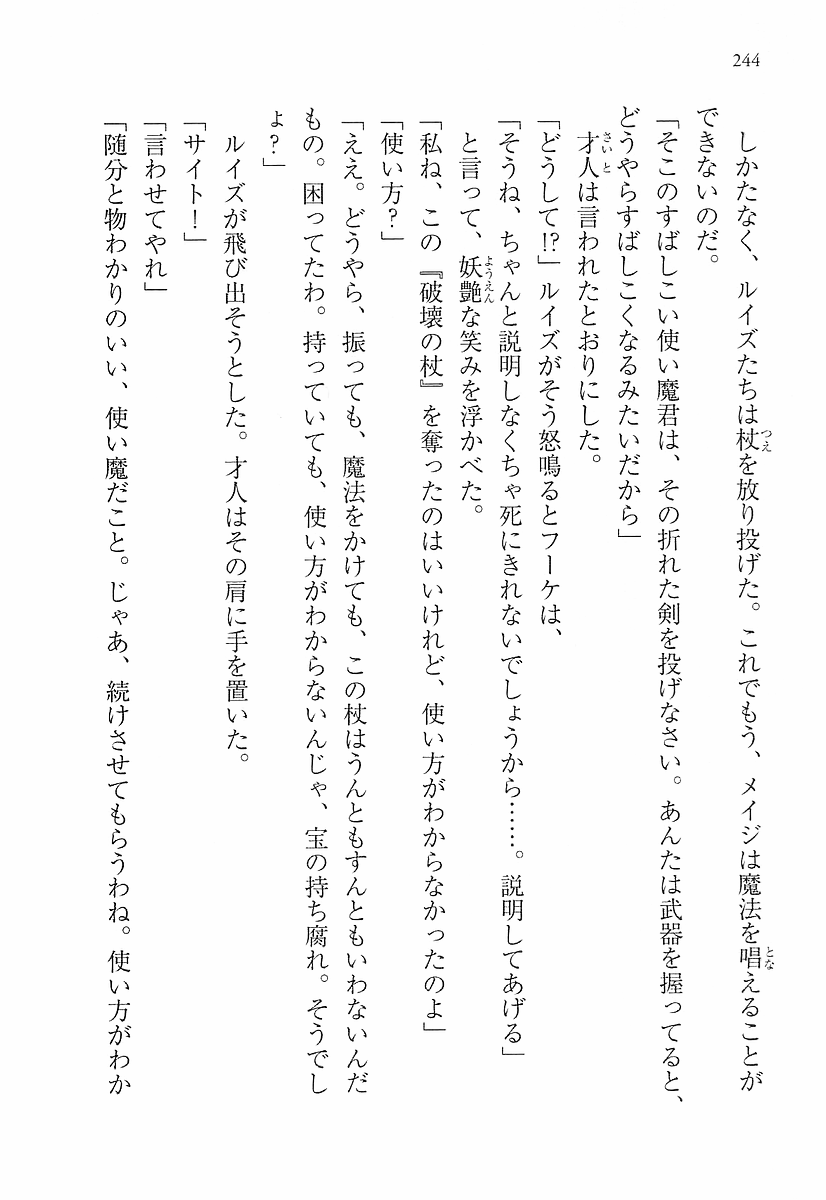 244
しかたなく、ルイズたちは杖を放り投げた。これでもう、メイジは魔法を唱えることが
できないのだ。
「そこのすばしこい使い魔君は、その折れた剣を投げなさい。あんたは武器を握ってると、
どうやらすばしこくなるみたいだから」
才人は言われたとおりにした。
「どうして!?」ルイズがそう怒鳴るとフーケは、
「そうね、ちゃんと説明しなくちゃ死にきれないでしょうから……。説明してあげる」
と言って、妖艶な笑みを浮かべた。
「私ね、この『破壊の杖』を奪ったのはいいけれど、使い方がわからなかったのよ」
「使い方?」
「ええ。どうやら、振っても、魔法をかけても、この杖はうんともすんともいわないんだ
もの。困ってたわ。持っていても、使い方がわからないんじゃ、宝の持ち腐れ。そうでし
ょ?」
ルイズが飛び出そうとした。才人はその肩に手を置いた。
「サイト!」
「言わせてやれ」
「随分と物わかりのいい、使い魔だこと。じゃあ、続けさせてもらうわね。使い方がわか